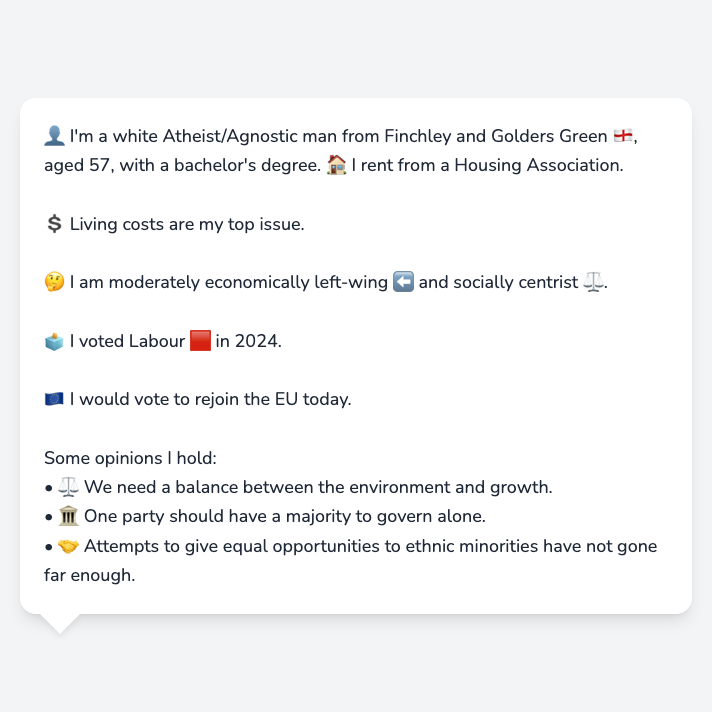 👤 I'm a white Atheist/Agnostic man from Finchley and Golders Green 🏴󠁧󠁢󠁥󠁮󠁧󠁿,
aged 57, with a bachelor's degree. 🏠 I rent from a Housing Association.
💲 Living costs are my top issue.
🤔 I am moderately economically left-wing ⬅️ and socially centrist ⚖️.
🗳️ I voted Labour 🟥 in 2024.
🇪🇺 I would vote to rejoin the EU today.
Some opinions I hold:
• ⚖️ We need a balance between the environment and growth.
• 🏛️ One party should have a majority to govern alone.
• 🤝 Attempts to give equal opportunities to ethnic minorities have not gone
far enough.